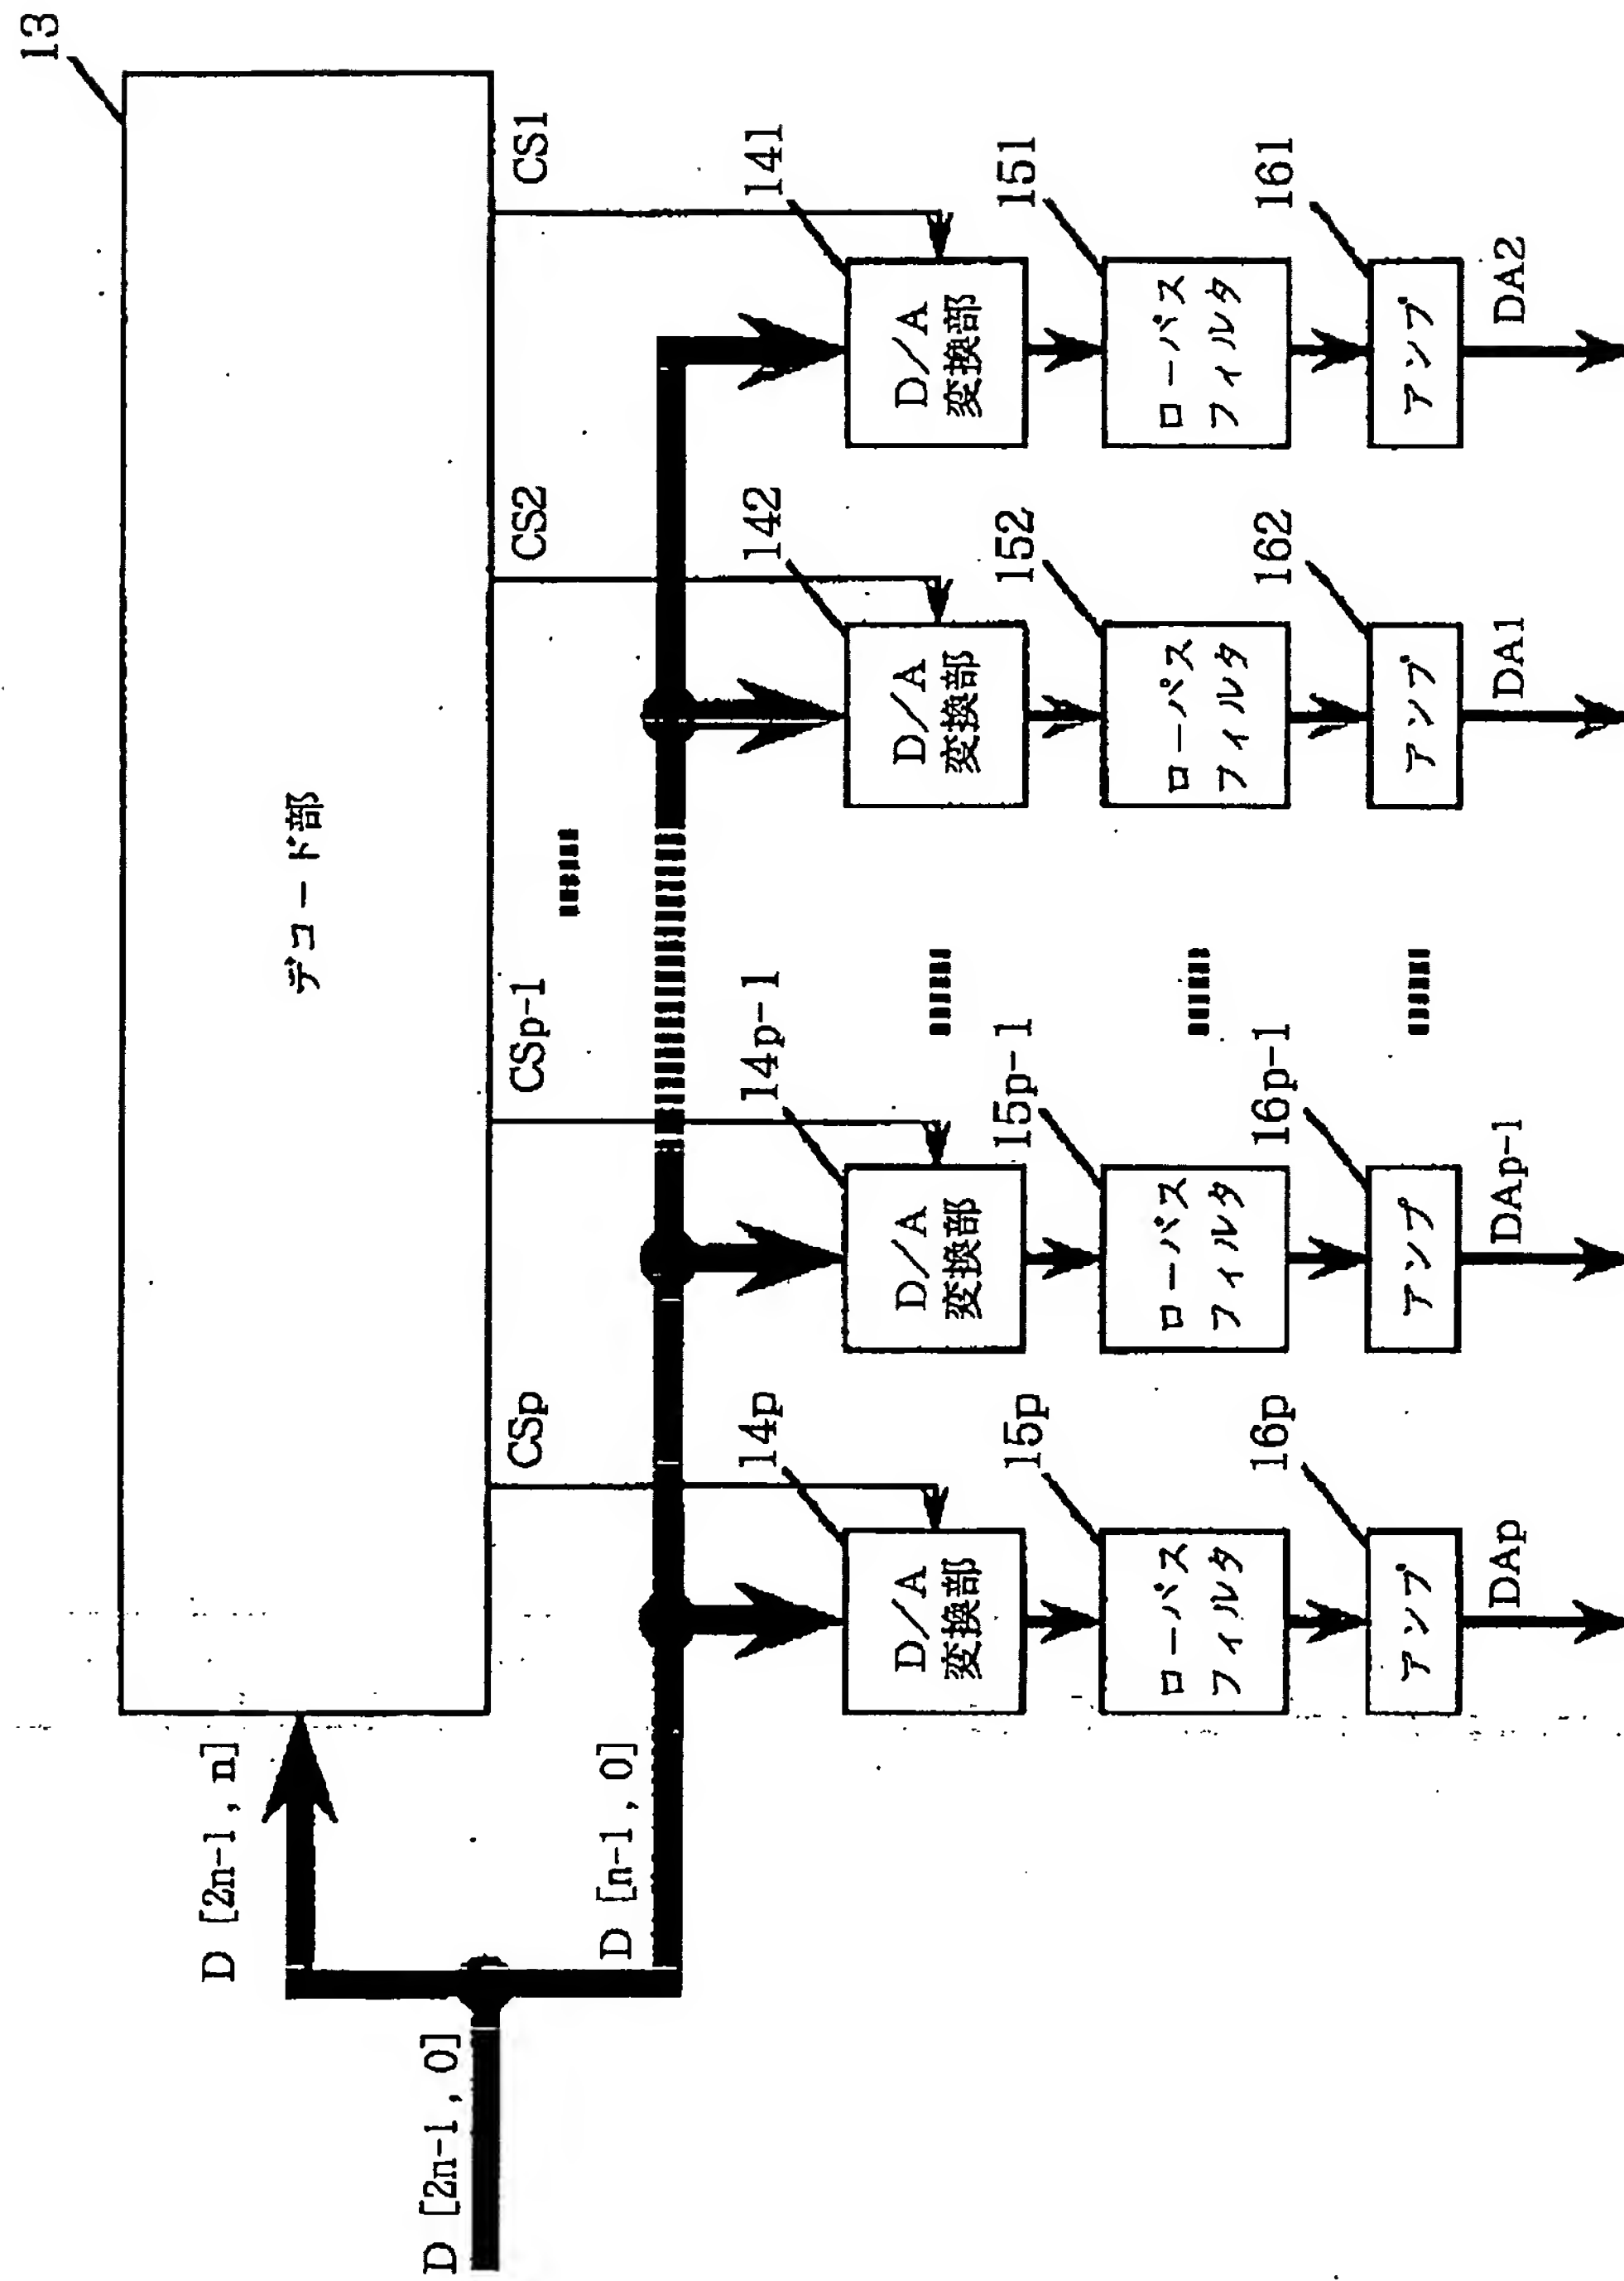 13
デコード部
D [2n-1, n]
D [2n-1, 0]
D [n-1, 0]
CSp
CSp-1
CS2
CS1
14p
14p-1
142
141
D/A
変換部
D/A
変換部
D/A
変換部
D/A
変換部
15p
15p-1
152
151
ローパス
フィルタ
ローパス
フィルタ
ローパス
フィルタ
ローパス
フィルタ
16p
16p-1
162
161
アンプ
アンプ
アンプ
アンプ
DAp
DAp-1
DA1
DA2